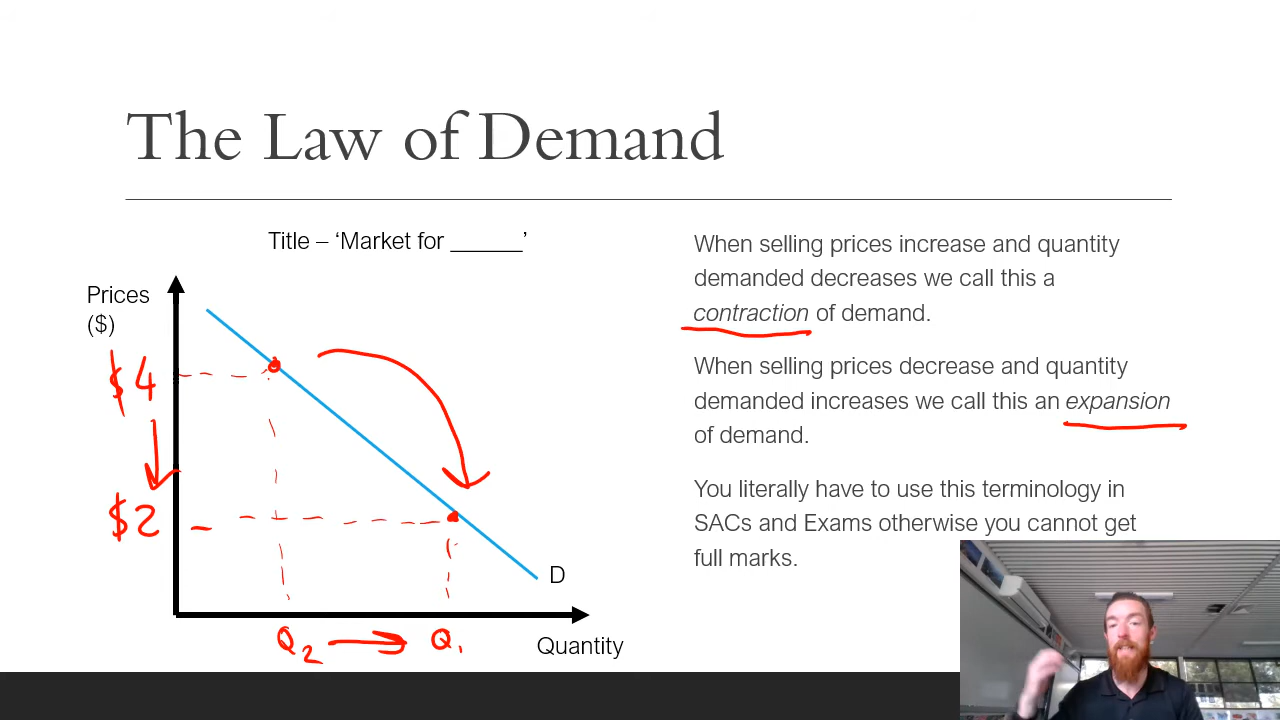 The Law of Demand
Title – ‘Market for ______’
Prices
($)
$4
$2
D
Q2
Q1
Quantity
When selling prices increase and quantity
demanded decreases we call this a
contraction of demand.
When selling prices decrease and quantity
demanded increases we call this an expansion
of demand.
You literally have to use this terminology in
SACs and Exams otherwise you cannot get
full marks.